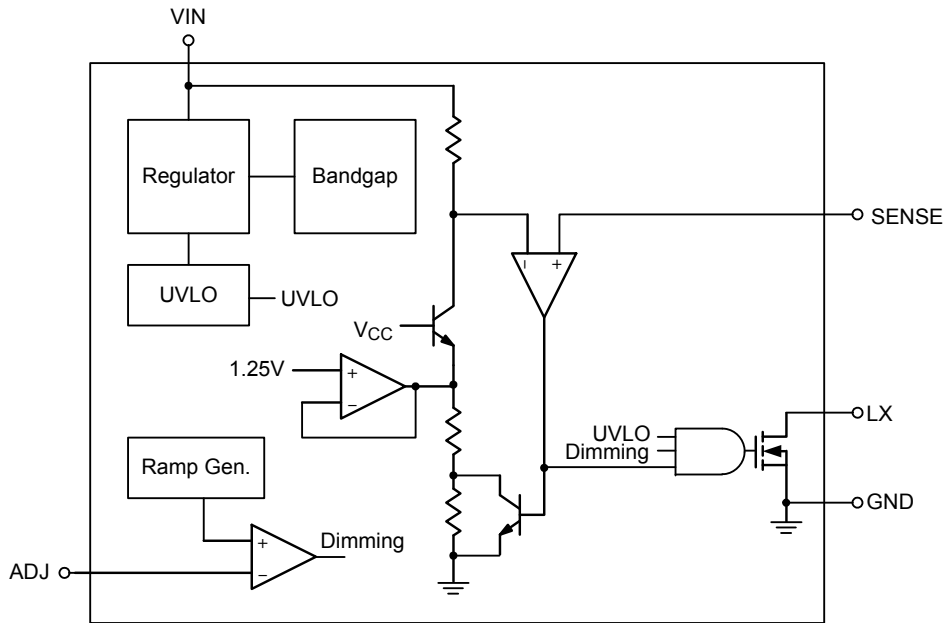 VIN
Regulator
Bandgap
SENSE
UVLO
UVLO
− +
VCC
1.25V
+
−
LX
UVLO
Dimming
Ramp Gen.
GND
+
Dimming
−
ADJ